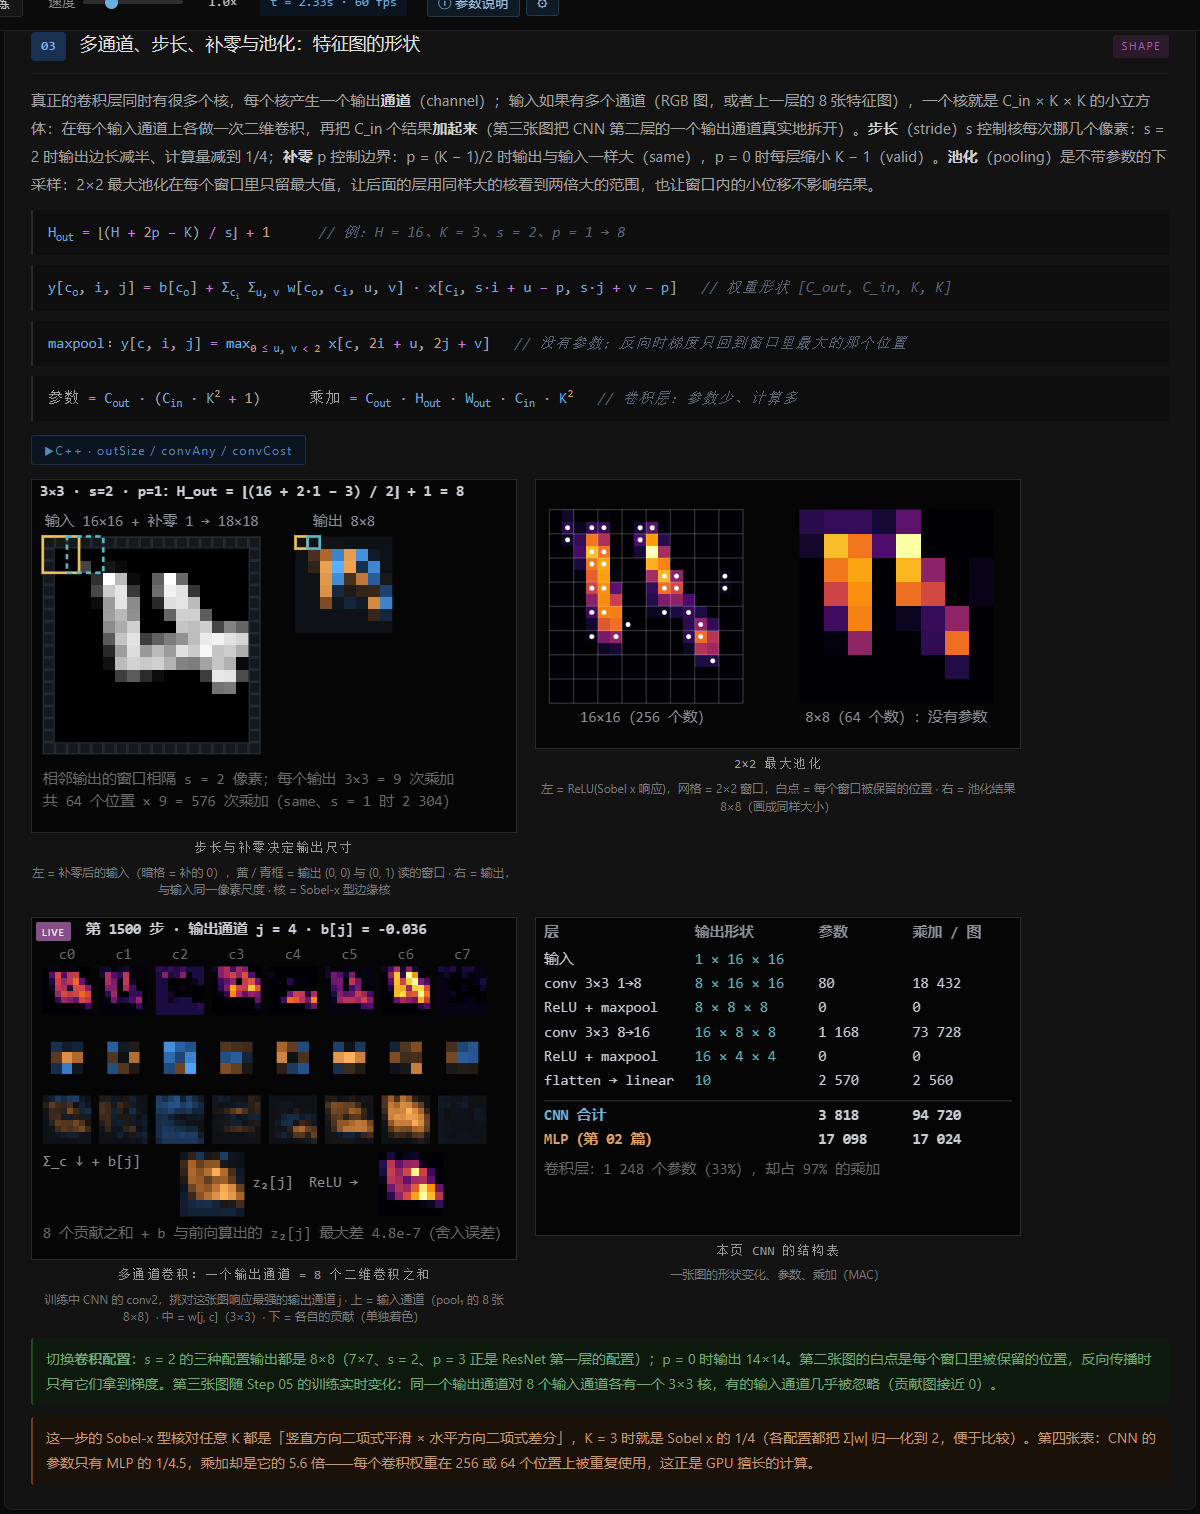 练
速度
1.0x
t = 2.33s · 60 fps
ⓘ 参数说明
⚙
03 多通道、步长、补零与池化：特征图的形状
SHAPE
真正的卷积层同时有很多个核，每个核产生一个输出通道（channel）；输入如果有多个通道（RGB 图，或者上一层的 8 张特征图），一个核就是 C_in × K × K 的小立方
体：在每个输入通道上各做一次二维卷积，再把 C_in 个结果加起来（第三张图把 CNN 第二层的一个输出通道真实地拆开）。步长（stride）s 控制核每次挪几个像素：s =
2 时输出边长减半、计算量减到 1/4；补零 p 控制边界：p = (K − 1)/2 时输出与输入一样大（same），p = 0 时每层缩小 K − 1（valid）。池化（pooling）是不带参数的下
采样：2×2 最大池化在每个窗口里只留最大值，让后面的层用同样大的核看到两倍大的范围，也让窗口内的小位移不影响结果。
H_out = ⌊(H + 2p − K) / s⌋ + 1 // 例：H = 16、K = 3、s = 2、p = 1 → 8
y[c_o, i, j] = b[c_o] + Σ_c_i Σ_u, v w[c_o, c_i, u, v] · x[c_i, s·i + u − p, s·j + v − p] // 权重形状 [C_out, C_in, K, K]
maxpool：y[c, i, j] = max_0 ≤ u, v < 2 x[c, 2i + u, 2j + v] // 没有参数；反向时梯度只回到窗口里最大的那个位置
参数 = C_out · (C_in · K² + 1) 乘加 = C_out · H_out · W_out · C_in · K² // 卷积层：参数少、计算多
▶C++ · outSize / convAny / convCost
3×3 · s=2 · p=1: H_out = ⌊(16 + 2·1 − 3) / 2⌋ + 1 = 8
输入 16×16 + 补零 1 → 18×18
输出 8×8
相邻输出的窗口相隔 s = 2 像素；每个输出 3×3 = 9 次乘加
共 64 个位置 × 9 = 576 次乘加 (same、s = 1 时 2 304)
步长与补零决定输出尺寸
左 = 补零后的输入（暗格 = 补的 0），黄 / 青框 = 输出 (0, 0) 与 (0, 1) 读的窗口 · 右 = 输出，
与输入同一像素尺度 · 核 = Sobel-x 型边缘核
16×16 (256 个数)
8×8 (64 个数) : 没有参数
2×2 最大池化
左 = ReLU(Sobel x 响应)，网格 = 2×2 窗口，白点 = 每个窗口被保留的位置 · 右 = 池化结果
8×8（画成同样大小）
LIVE
第 1500 步 · 输出通道 j = 4 · b[j] = -0.036
c0 c1 c2 c3 c4 c5 c6 c7
Σ_c ↓ + b[j]
z₂[j] ReLU →
8 个贡献之和 + b 与前向算出的 z₂[j] 最大差 4.8e-7 (舍入误差)
多通道卷积：一个输出通道 = 8 个二维卷积之和
训练中 CNN 的 conv2，挑对这张图响应最强的输出通道 j · 上 = 输入通道（pool₁ 的 8 张
8×8）· 中 = w[j, c]（3×3）· 下 = 各自的贡献（单独着色）
层 输出形状 参数 乘加 / 图
输入 1 × 16 × 16
conv 3×3 1→8 8 × 16 × 16 80 18 432
ReLU + maxpool 8 × 8 × 8 0 0
conv 3×3 8→16 16 × 8 × 8 1 168 73 728
ReLU + maxpool 16 × 4 × 4 0 0
flatten → linear 10 2 570 2 560
CNN 合计 3 818 94 720
MLP (第 02 篇) 17 098 17 024
卷积层：1 248 个参数 (33%)，却占 97% 的乘加
本页 CNN 的结构表
一张图的形状变化、参数、乘加（MAC）
切换卷积配置：s = 2 的三种配置输出都是 8×8（7×7、s = 2、p = 3 正是 ResNet 第一层的配置）；p = 0 时输出 14×14。第二张图的白点是每个窗口里被保留的位置，反向传播时
只有它们拿到梯度。第三张图随 Step 05 的训练实时变化：同一个输出通道对 8 个输入通道各有一个 3×3 核，有的输入通道几乎被忽略（贡献图接近 0）。
这一步的 Sobel-x 型核对任意 K 都是「竖直方向二项式平滑 × 水平方向二项式差分」，K = 3 时就是 Sobel x 的 1/4（各配置都把 Σ|w| 归一化到 2，便于比较）。第四张表：CNN 的
参数只有 MLP 的 1/4.5，乘加却是它的 5.6 倍——每个卷积权重在 256 或 64 个位置上被重复使用，这正是 GPU 擅长的计算。